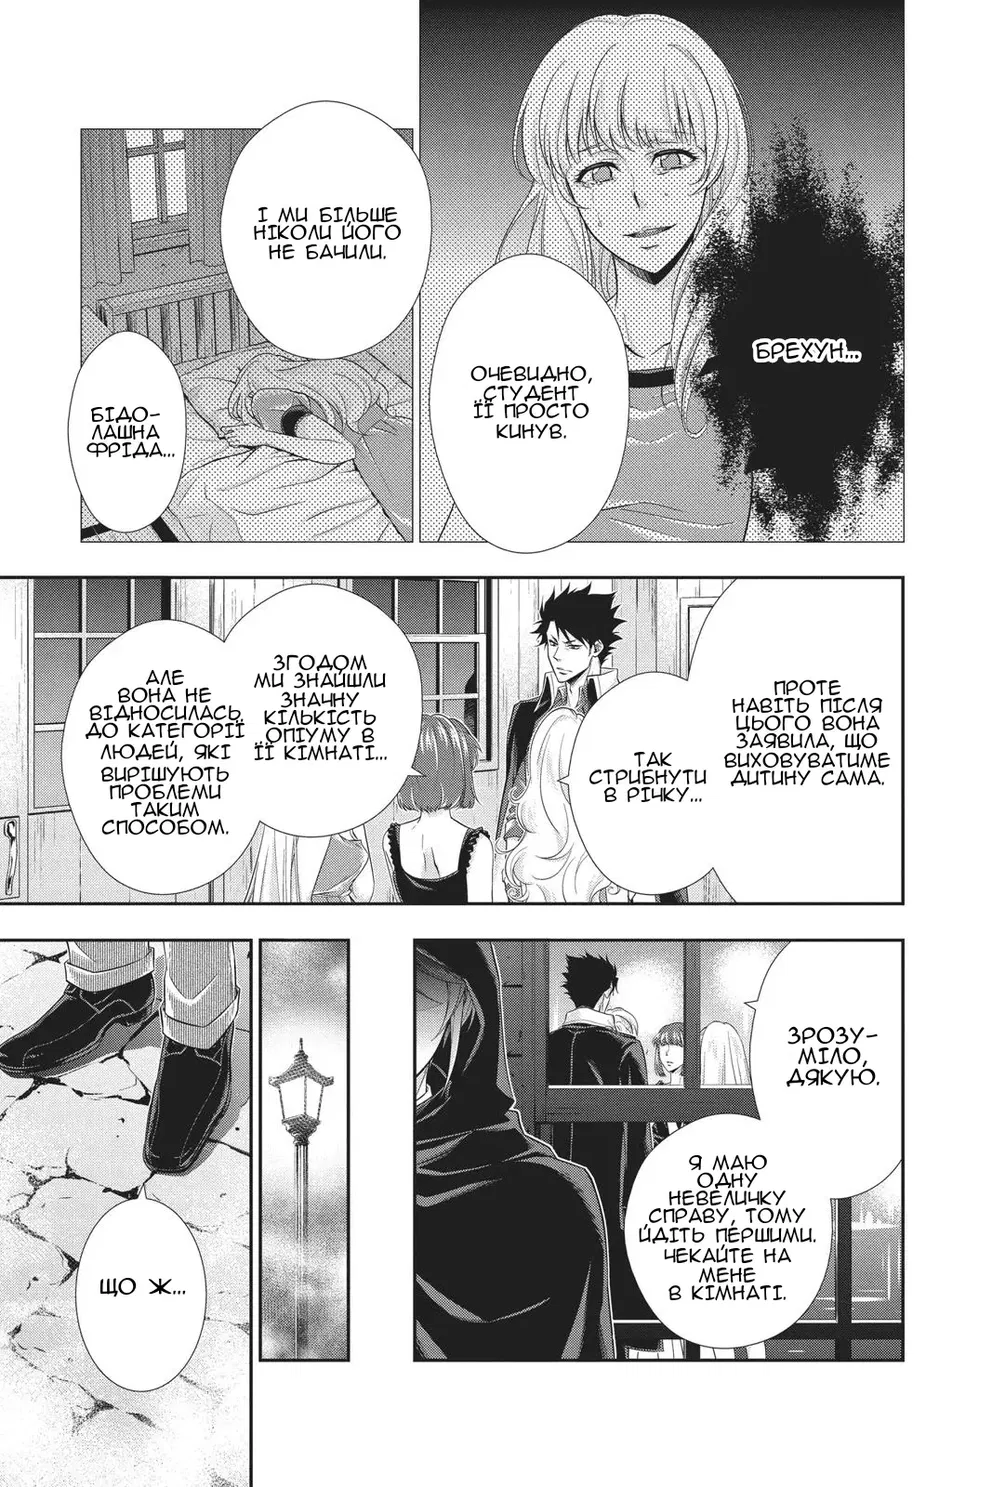 БРЕХУН...
ОЧЕВИДНО,
СТУДЕНТ
ЇЇ ПРОСТО
КИНУВ.
І МИ БІЛЬШЕ
НІКОЛИ ЙОГО
НЕ БАЧИЛИ.
БІДО-
ЛАШНА
ФРІДА...
ПРОТЕ
НАВІТЬ ПІСЛЯ
ЦЬОГО ВОНА
ЗАЯВИЛА, ЩО
ВИХОВУВАТИМЕ
ДИТИНУ САМА.
ТАК
СТРИБНУТИ
В РІЧКУ...
ЗГОДОМ
МИ ЗНАЙШЛИ
ЗНАЧНУ
КІЛЬКІСТЬ
ОПІУМУ В
ЇЇ КІМНАТІ...
АЛЕ
ВОНА НЕ
ВІДНОСИЛАСЬ
ДО КАТЕГОРІЇ
ЛЮДЕЙ, ЯКІ
ВИРІШУЮТЬ
ПРОБЛЕМИ
ТАКИМ
СПОСОБОМ.
ЗРОЗУ-
МІЛО,
ДЯКУЮ.
Я МАЮ
ОДНУ
НЕВЕЛИЧКУ
СПРАВУ, ТОМУ
ЙДІТЬ ПЕРШИМИ.
ЧЕКАЙТЕ НА
МЕНЕ
В КІМНАТІ.
ЩО Ж...